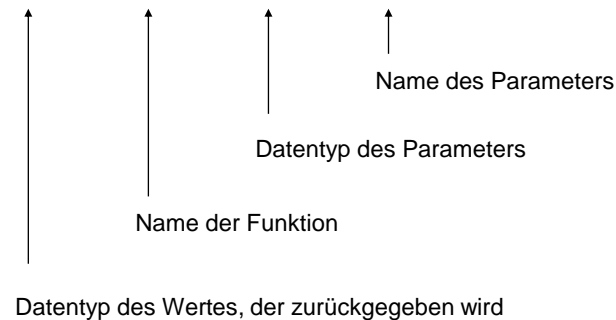 Name des Parameters
Datentyp des Parameters
Name der Funktion
Datentyp des Wertes, der zurückgegeben wird